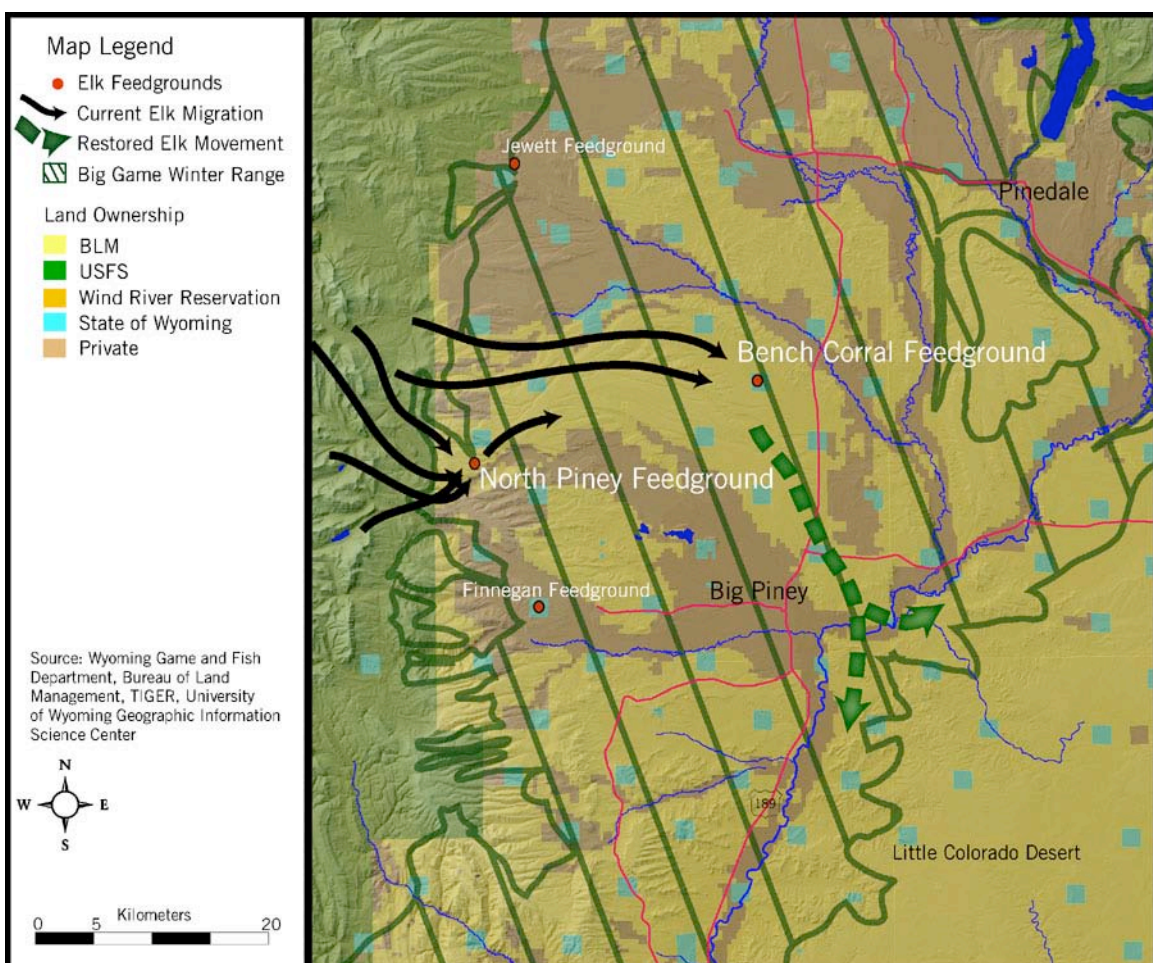 Map Legend
Elk Feedgrounds
Current Elk Migration
Restored Elk Movement
Big Game Winter Range
Land Ownership
BLM
USFS
Wind River Reservation
State of Wyoming
Private
Source: Wyoming Game and Fish
Department, Bureau of Land
Management, TIGER, University
of Wyoming Geographic Information
Science Center
N
W E
S
Kilometers
0 5 20
Jewett Feedground
Pinedale
Bench Corral Feedground
North Piney Feedground
Finnegan Feedground
Big Piney
189
Little Colorado Desert